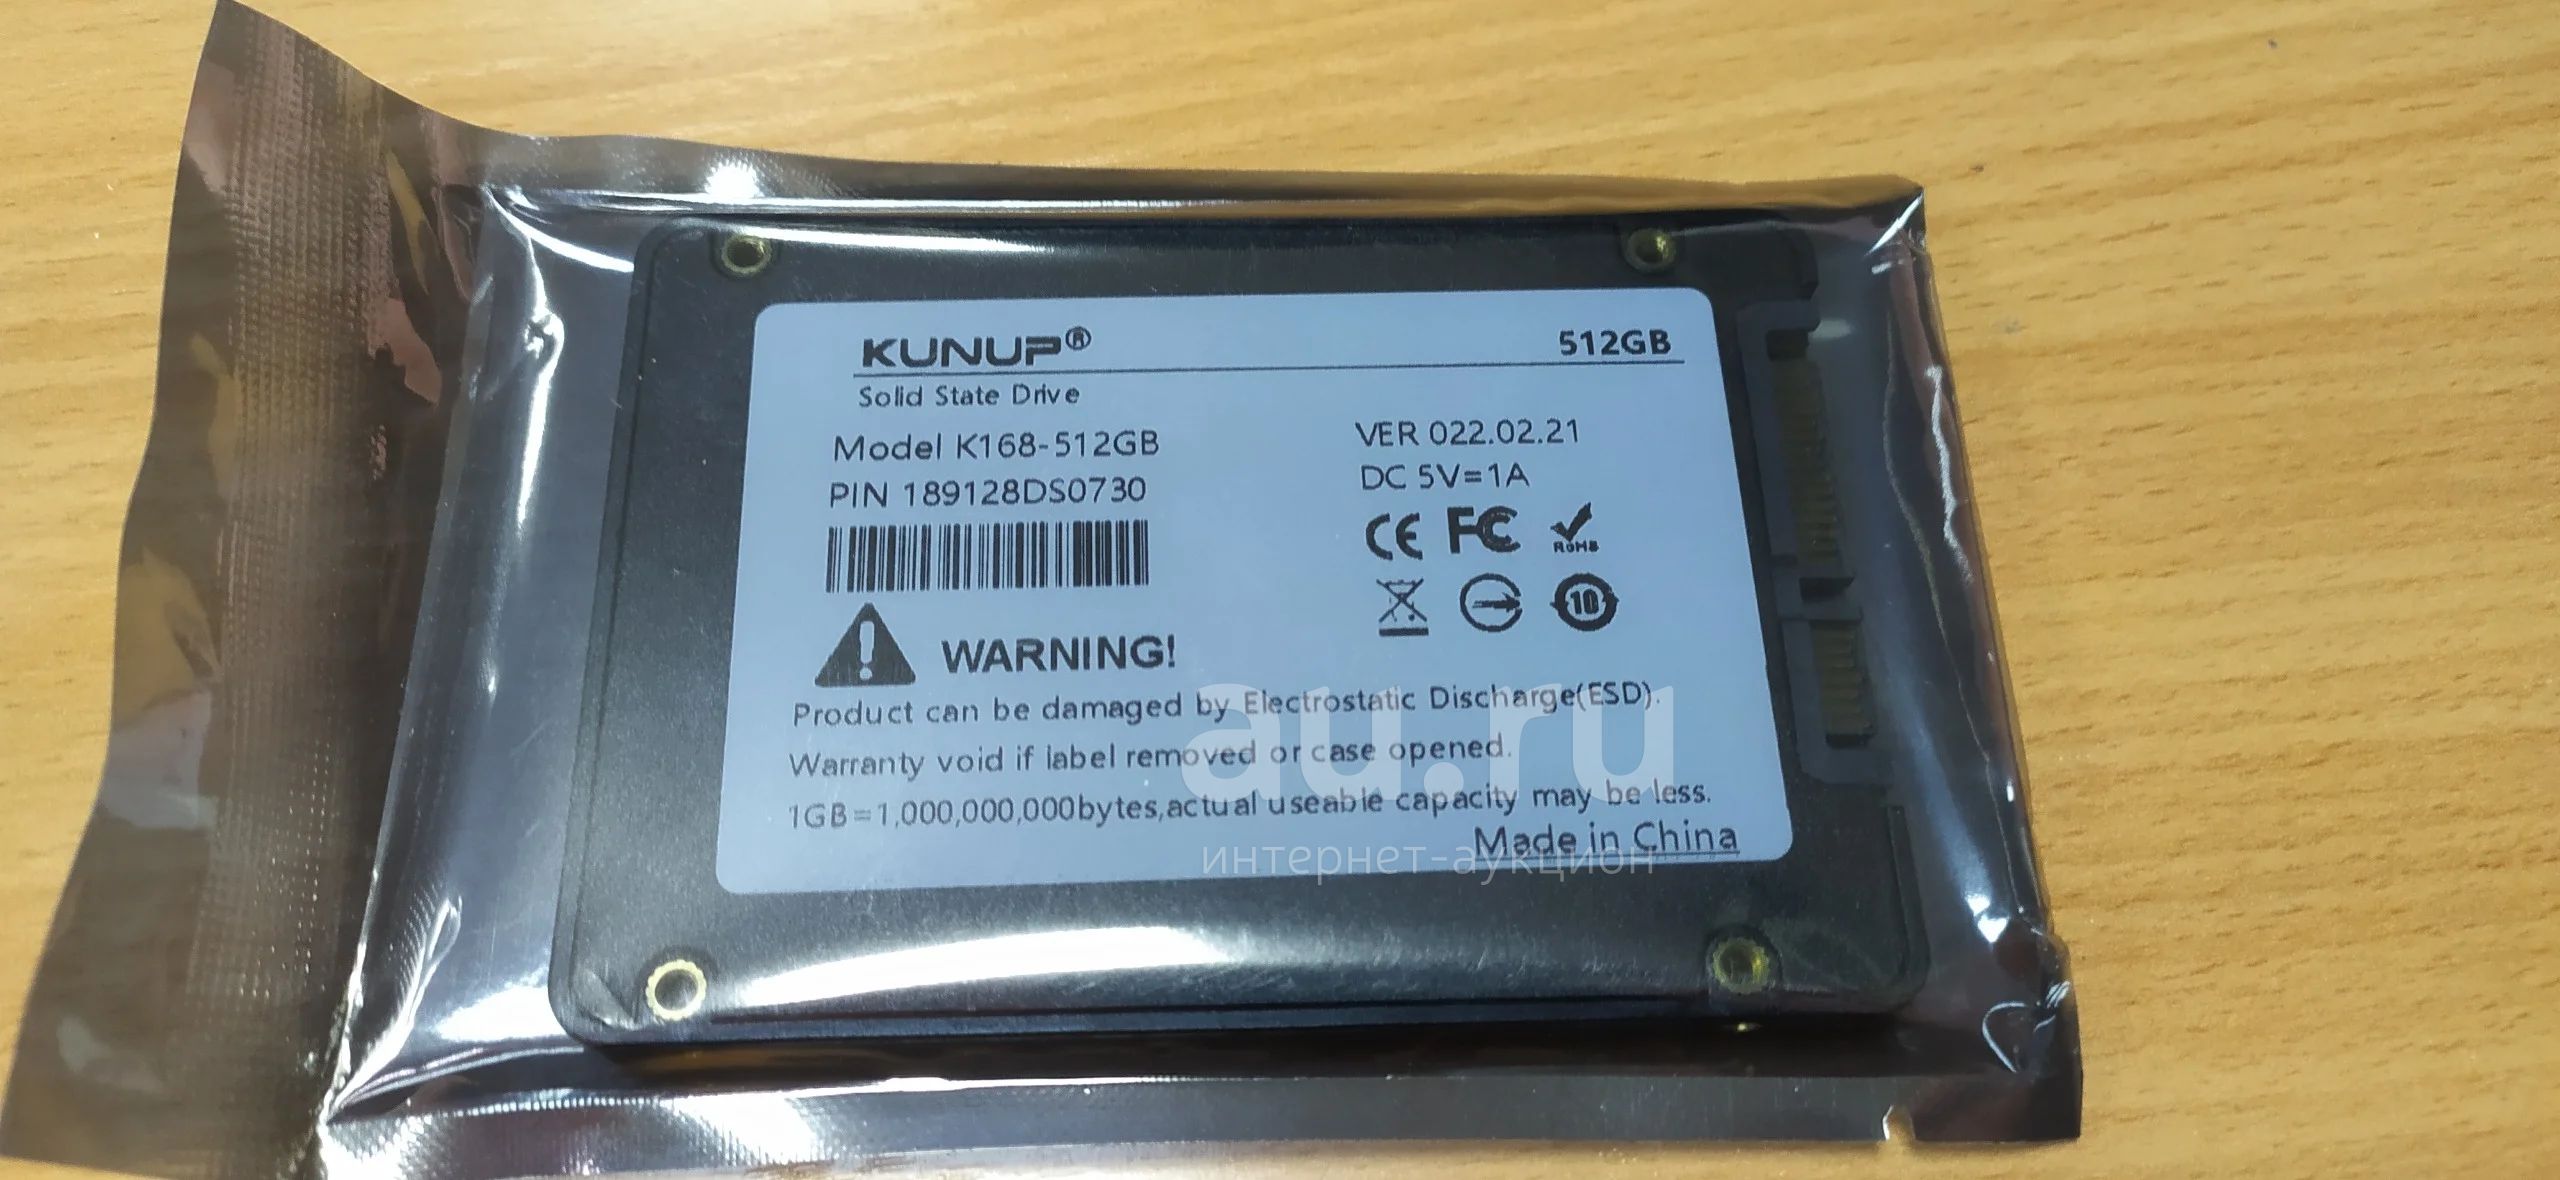 KUNUP®
512GB
Solid State Drive
Model K168-512GB
VER 022.02.21
PIN 189128DS0730
DC 5V=1A
CE FC RoHS
10
WARNING!
Product can be damaged by Electrostatic Discharge(ESD).
Warranty void if label removed or case opened.
1GB=1,000,000,000bytes,actual useable capacity may be less.
Made in China
au.ru
интернет-аукцион